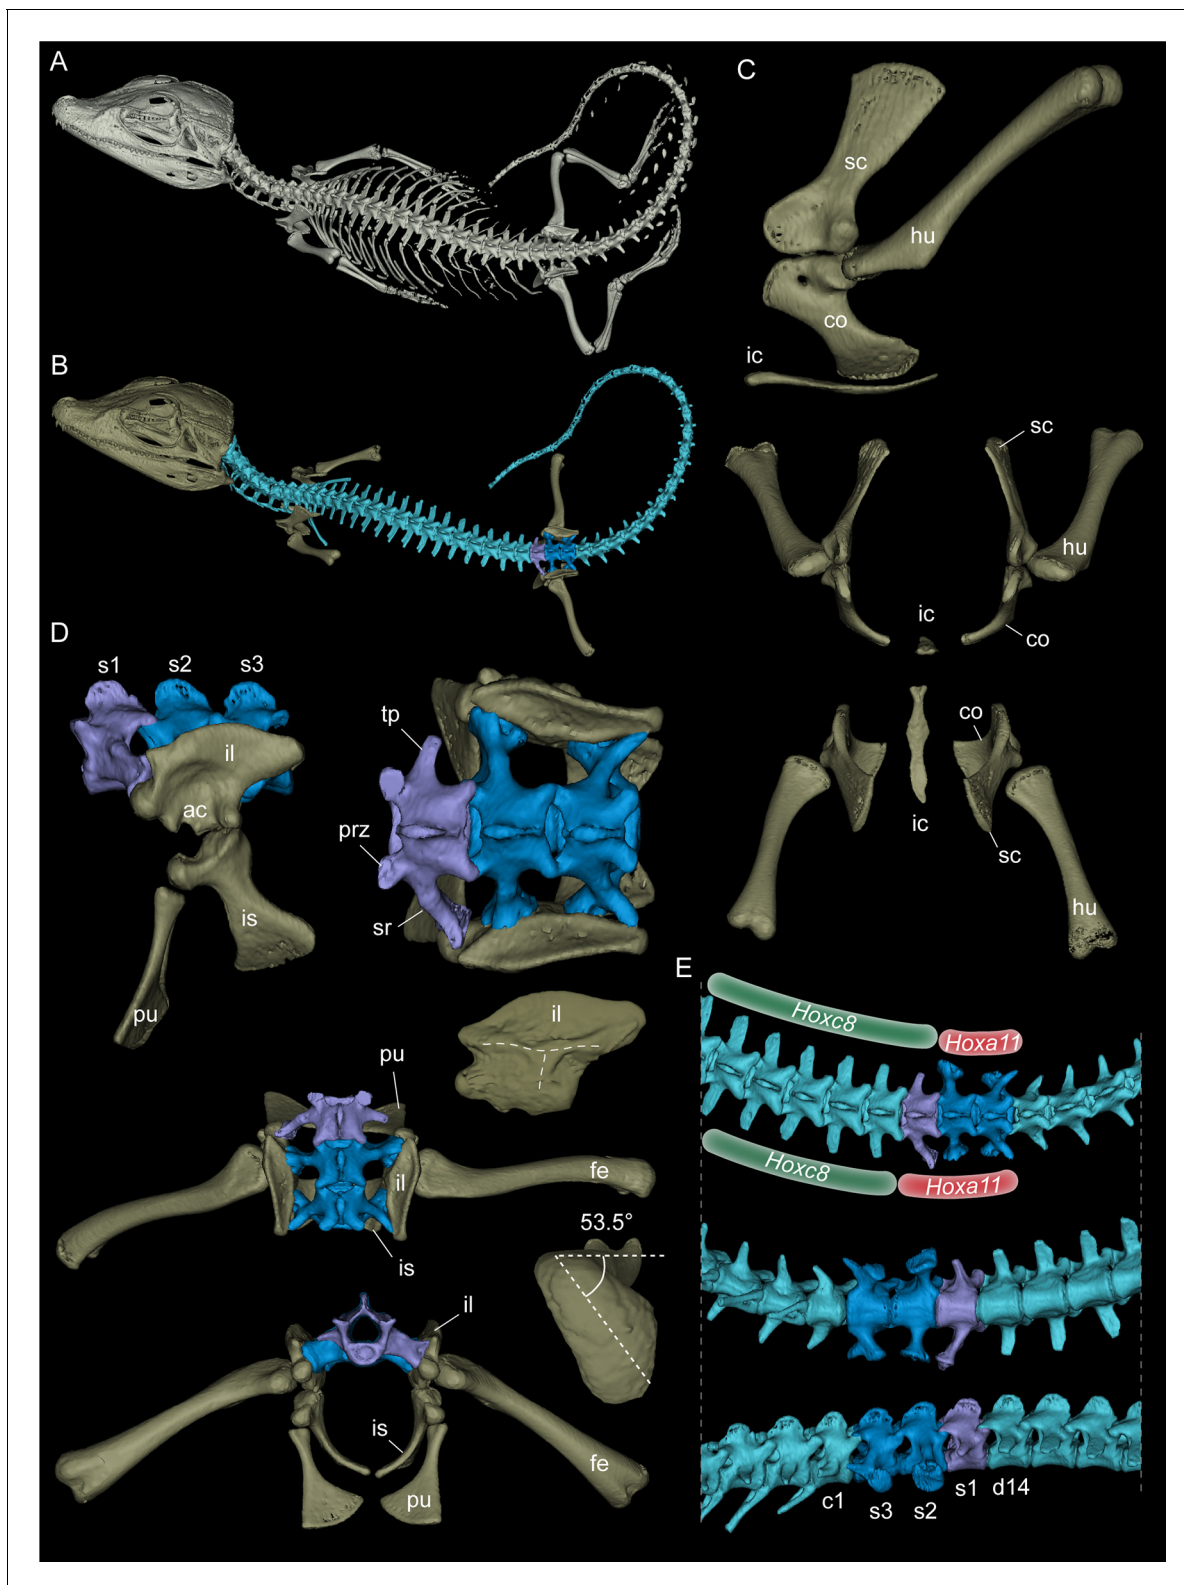 A
B
C
sc
hu
co
ic
sc
hu
ic
co
co
ic
sc
hu
D
s1 s2 s3
il
ac
is
pu
tp
prz
sr
il
pu
fe
il
is
53.5°
il
is
fe
pu
E
Hoxc8
Hoxa11
Hoxc8
Hoxa11
c1 s3 s2 s1 d14